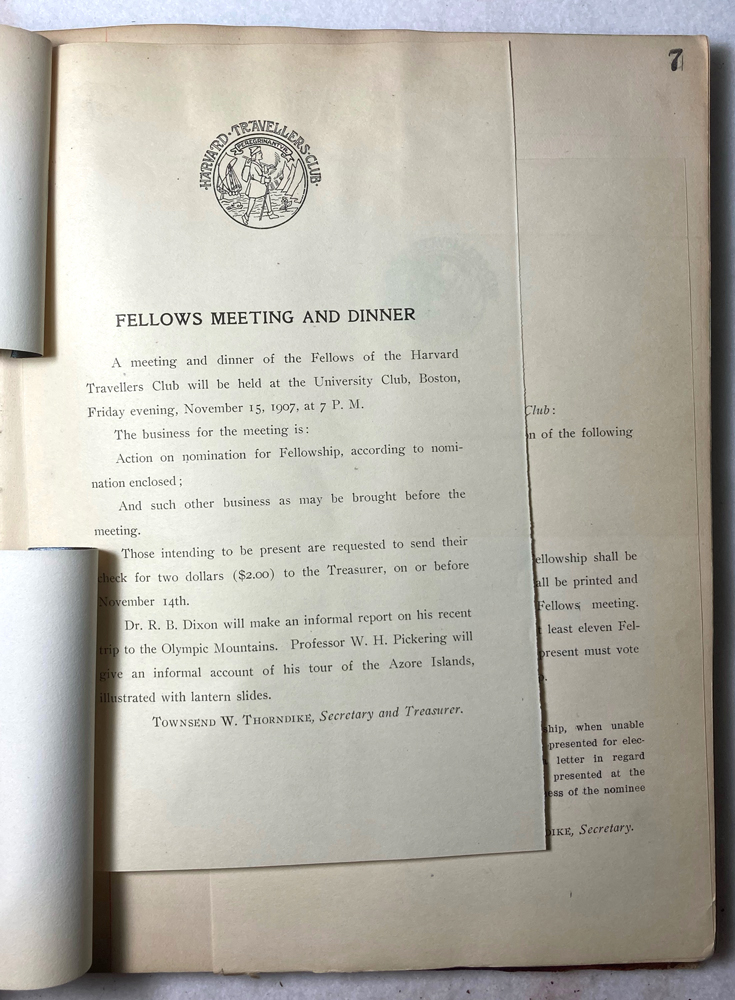 7
HARVARD·TRAVELLERS·CLUB·
PEREGRINANTVR
FELLOWS MEETING AND DINNER
A meeting and dinner of the Fellows of the Harvard
Travellers Club will be held at the University Club, Boston,
Friday evening, November 15, 1907, at 7 P. M.
The business for the meeting is:
Action on nomination for Fellowship, according to nomi-
nation enclosed;
And such other business as may be brought before the
meeting.
Those intending to be present are requested to send their
check for two dollars ($2.00) to the Treasurer, on or before
November 14th.
Dr. R. B. Dixon will make an informal report on his recent
trip to the Olympic Mountains. Professor W. H. Pickering will
give an informal account of his tour of the Azore Islands,
illustrated with lantern slides.
TOWNSEND W. THORNDIKE, Secretary and Treasurer.
Club:
n of the following
ellowship shall be
all be printed and
Fellows meeting.
least eleven Fel-
present must vote
ship, when unable
presented for elec-
letter in regard
presented at the
ess of the nominee
DIKE, Secretary.